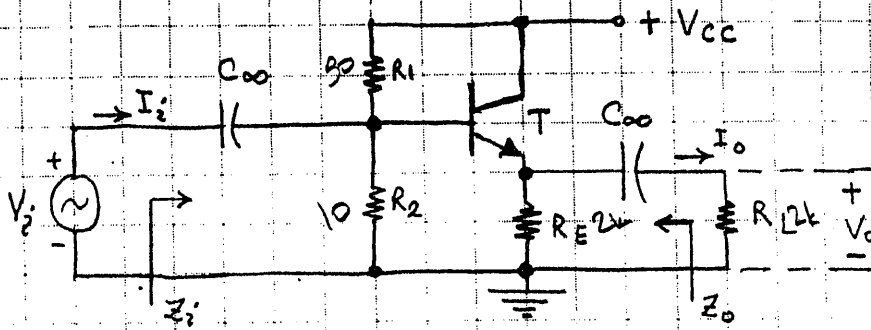 + Vcc
C∞
R1
Ii
T
C∞
Io
+
Vi
-
10
R2
RE 2k
RL 2k
+
Vo
-
Zi
Zo